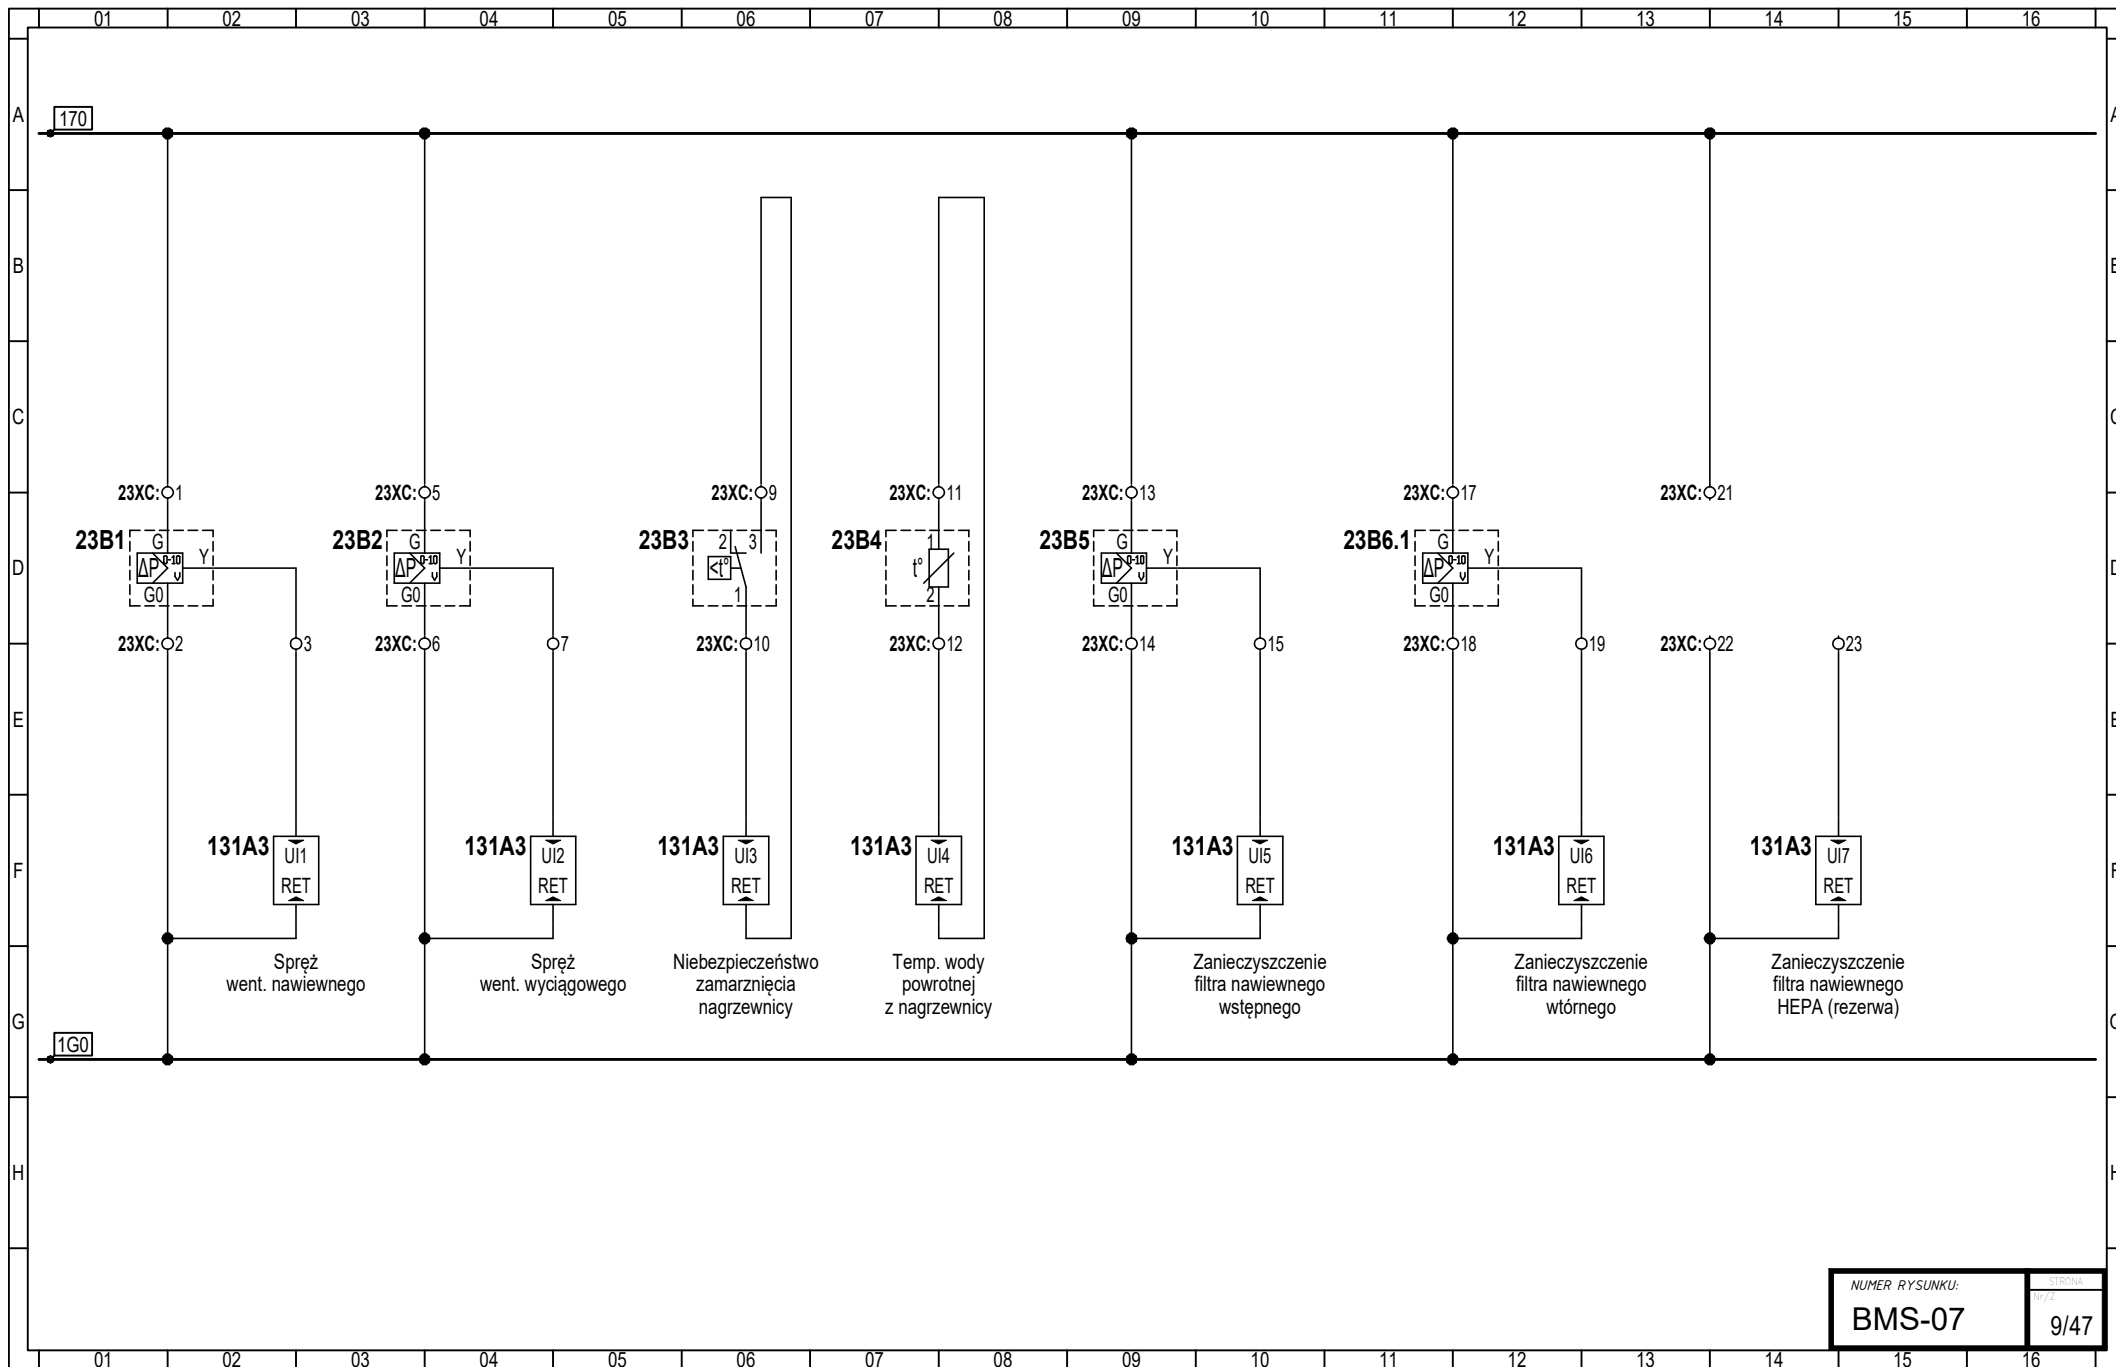 01 02 03 04 05 06 07 08 09 10 11 12 13 14 15 16
A 170 A
B B
C C
23XC: 1 23XC: 5 23XC: 9 23XC: 11 23XC: 13 23XC: 17 23XC: 21
23B1 G Y 23B2 G Y 23B3 2 3 23B4 1 23B5 G Y 23B6.1 G Y
D ΔP 0-10 V ΔP 0-10 V <t° t° ΔP 0-10 V ΔP 0-10 V D
G0 G0 1 2 G0 G0
23XC: 2 3 23XC: 6 7 23XC: 10 23XC: 12 23XC: 14 15 23XC: 18 19 23XC: 22 23
E E
131A3 UI1 131A3 UI2 131A3 UI3 131A3 UI4 131A3 UI5 131A3 UI6 131A3 UI7
F F
RET RET RET RET RET RET RET
Spręż
went. nawiewnego
Spręż
went. wyciągowego
Niebezpieczeństwo
zamarznięcia
nagrzewnicy
Temp. wody
powrotnej
z nagrzewnicy
Zanieczyszczenie
filtra nawiewnego
wstępnego
Zanieczyszczenie
filtra nawiewnego
wtórnego
Zanieczyszczenie
filtra nawiewnego
HEPA (rezerwa)
G G
1G0
H H
NUMER RYSUNKU:
BMS-07
STRONA
Nr/Z
9/47
01 02 03 04 05 06 07 08 09 10 11 12 13 14 15 16